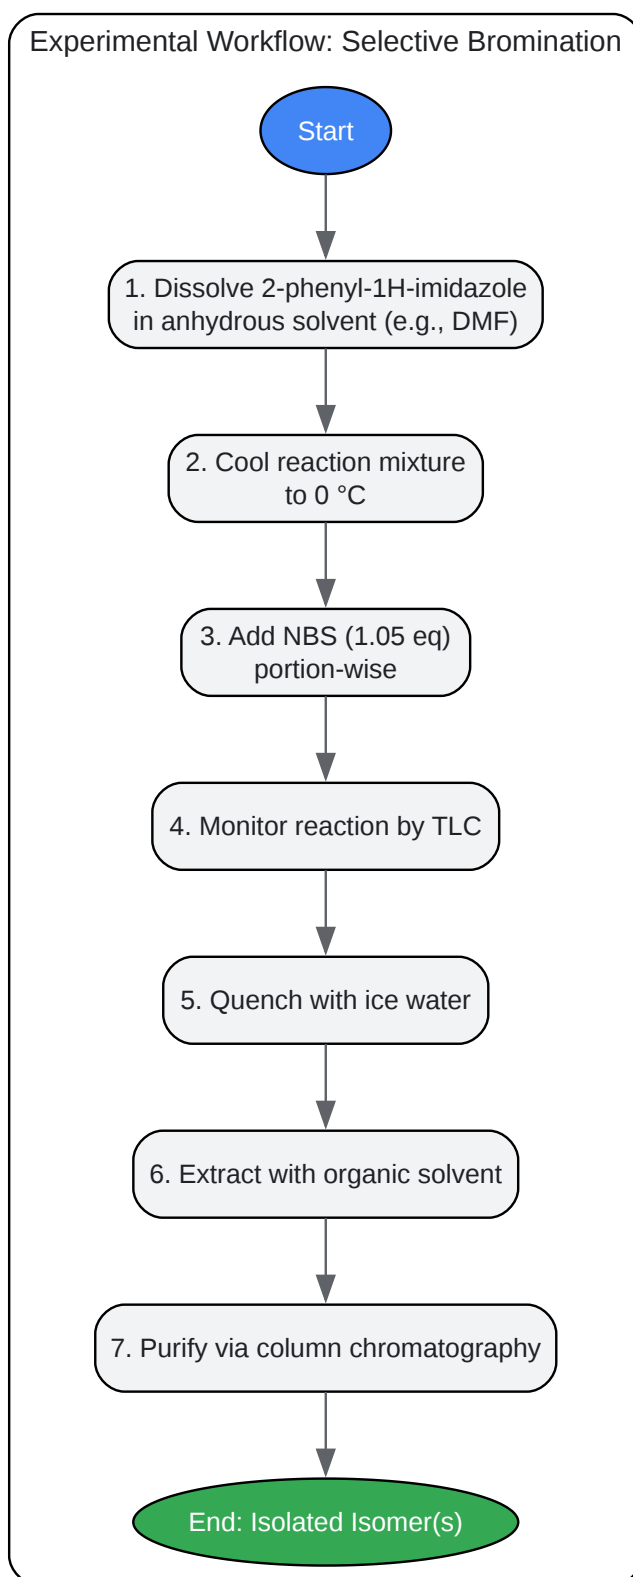 Experimental Workflow: Selective Bromination
Start
1. Dissolve 2-phenyl-1H-imidazole
in anhydrous solvent (e.g., DMF)
2. Cool reaction mixture
to 0 °C
3. Add NBS (1.05 eq)
portion-wise
4. Monitor reaction by TLC
5. Quench with ice water
6. Extract with organic solvent
7. Purify via column chromatography
End: Isolated Isomer(s)